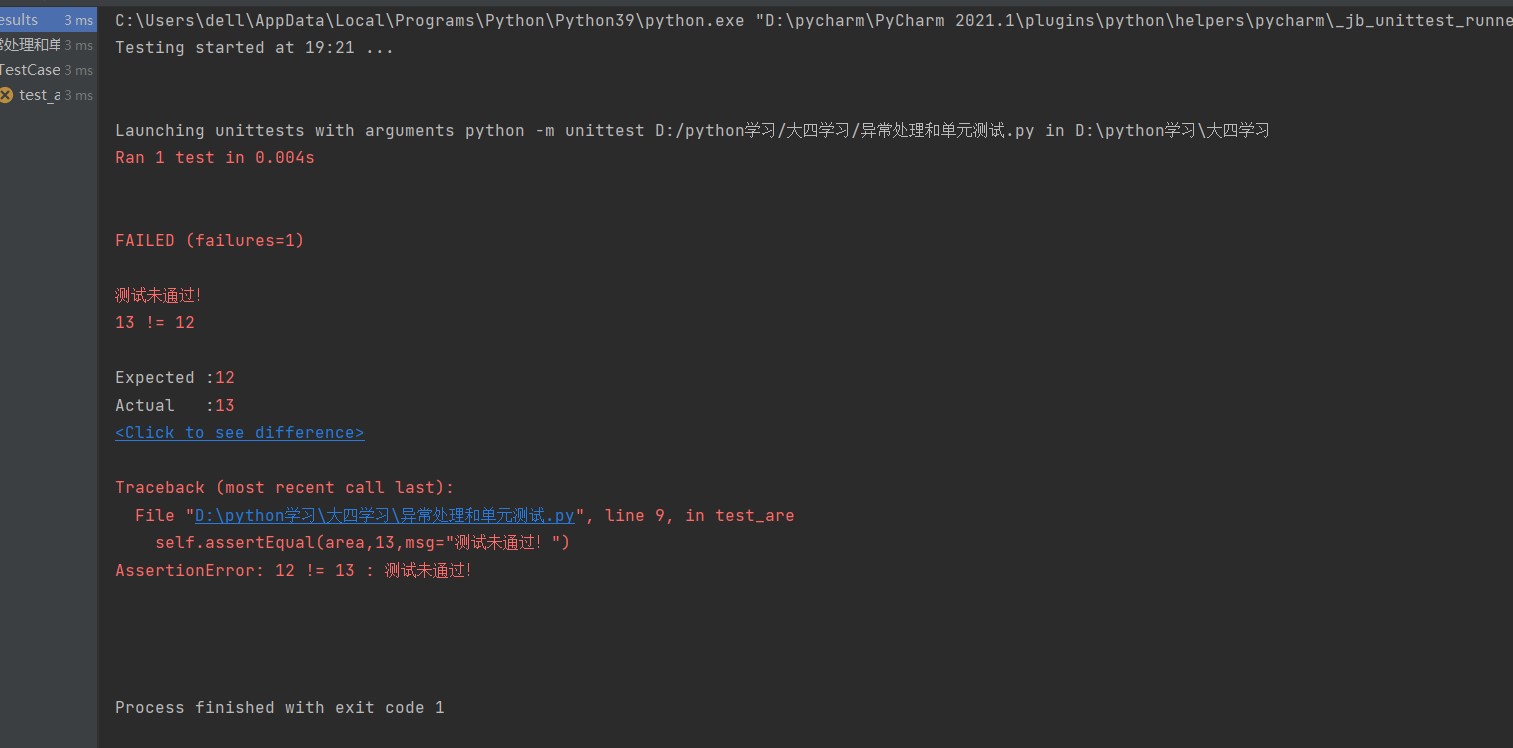 esults 3 ms
常处理和单 3 ms
TestCase 3 ms
test_a 3 ms
C:\Users\dell\AppData\Local\Programs\Python\Python39\python.exe "D:\pycharm\PyCharm 2021.1\plugins\python\helpers\pycharm\_jb_unittest_runne
Testing started at 19:21 ...
Launching unittests with arguments python -m unittest D:/python学习/大四学习/异常处理和单元测试.py in D:\python学习\大四学习
Ran 1 test in 0.004s
FAILED (failures=1)
测试未通过！
13 != 12
Expected :12
Actual   :13
<Click to see difference>
Traceback (most recent call last):
  File "D:\python学习\大四学习\异常处理和单元测试.py", line 9, in test_are
    self.assertEqual(area,13,msg="测试未通过！")
AssertionError: 12 != 13 : 测试未通过！
Process finished with exit code 1